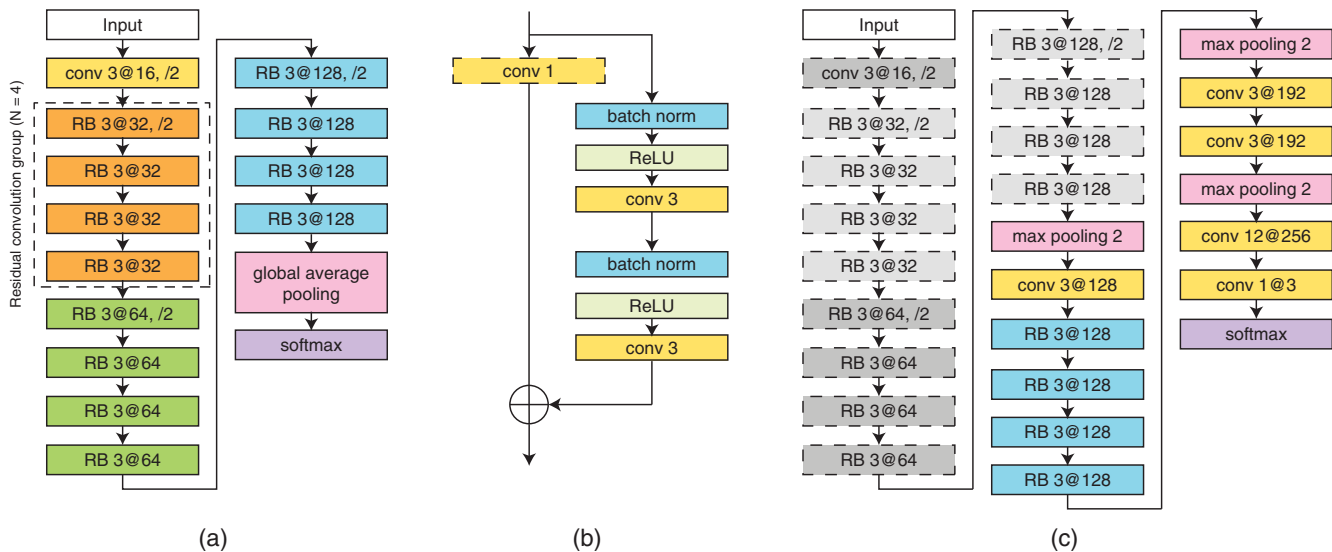 Residual convolution group (N = 4)
Input
conv 3@16, /2
RB 3@32, /2
RB 3@32
RB 3@32
RB 3@32
RB 3@64, /2
RB 3@64
RB 3@64
RB 3@64
RB 3@128, /2
RB 3@128
RB 3@128
RB 3@128
global average
pooling
softmax
(a)
conv 1
batch norm
ReLU
conv 3
batch norm
ReLU
conv 3
(b)
Input
conv 3@16, /2
RB 3@32, /2
RB 3@32
RB 3@32
RB 3@32
RB 3@64, /2
RB 3@64
RB 3@64
RB 3@64
RB 3@128, /2
RB 3@128
RB 3@128
RB 3@128
max pooling 2
conv 3@128
RB 3@128
RB 3@128
RB 3@128
RB 3@128
max pooling 2
conv 3@192
conv 3@192
max pooling 2
conv 12@256
conv 1@3
softmax
(c)